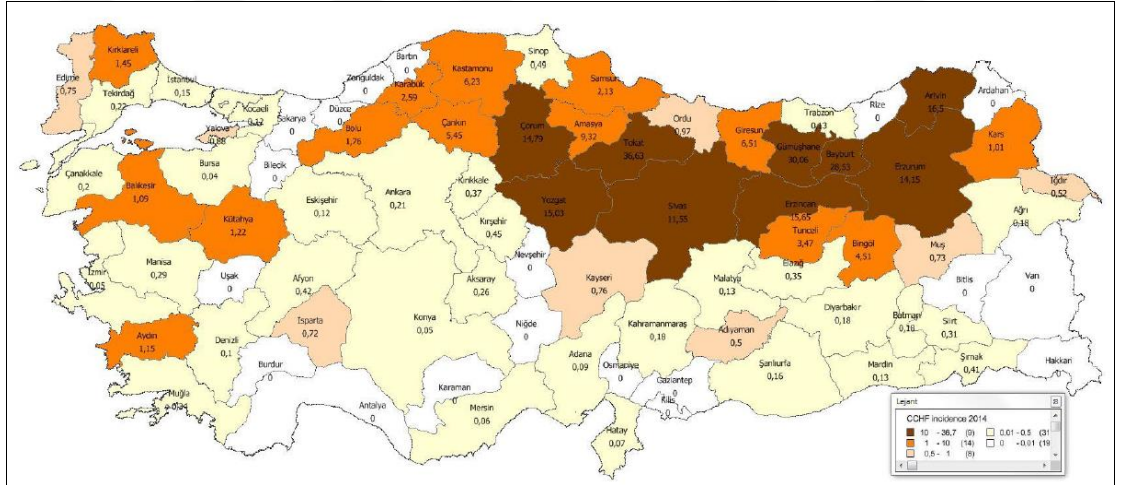 Kırklareli
1,45
Edirne
0,75
Tekirdağ
0,22
İstanbul
0,15
Kocaeli
0,12
Yalova
0,88
Sakarya
0
Düzce
Zonguldak
0
Bartın
0
Karabük
2,59
Kastamonu
6,23
Sinop
0,49
Samsun
2,13
Bolu
1,76
Çankırı
5,45
Çorum
14,79
Amasya
9,32
Tokat
36,63
Ordu
0,97
Giresun
6,51
Trabzon
0,13
Rize
0
Artvin
16,5
Ardahan
0
Kars
1,01
Gümüşhane
30,06
Bayburt
28,53
Erzurum
14,15
Iğdır
0,52
Ağrı
0,18
Çanakkale
0,2
Balıkesir
1,09
Bursa
0,04
Bilecik
0
Kütahya
1,22
Eskişehir
0,12
Ankara
0,21
Kırıkkale
0,37
Kırşehir
0,45
Yozgat
15,03
Sivas
11,55
Erzincan
15,65
Tunceli
3,47
Bingöl
4,51
Muş
0,73
Bitlis
0
Van
0
İzmir
0,05
Manisa
0,29
Uşak
0
Afyon
0,42
Isparta
0,72
Konya
0,05
Aksaray
0,26
Nevşehir
0
Kayseri
0,76
Niğde
0
Malatya
0,13
Elazığ
0,35
Diyarbakır
0,18
Batman
0,18
Siirt
0,31
Şırnak
0,41
Hakkari
0
Aydın
1,15
Denizli
0,1
Burdur
0
Muğla
Antalya
0
Karaman
0
Mersin
0,06
Adana
0,09
Kahramanmaraş
0,18
Osmaniye
0
Gaziantep
0
Kilis
0
Hatay
0,07
Adıyaman
0,5
Şanlıurfa
0,16
Mardin
0,13
Lejant
CCHF incidence 2014
10 - 36,7 (9)
1 - 10 (14)
0,5 - 1 (8)
0.01 - 0,5 (31
0 - 0,01 (19